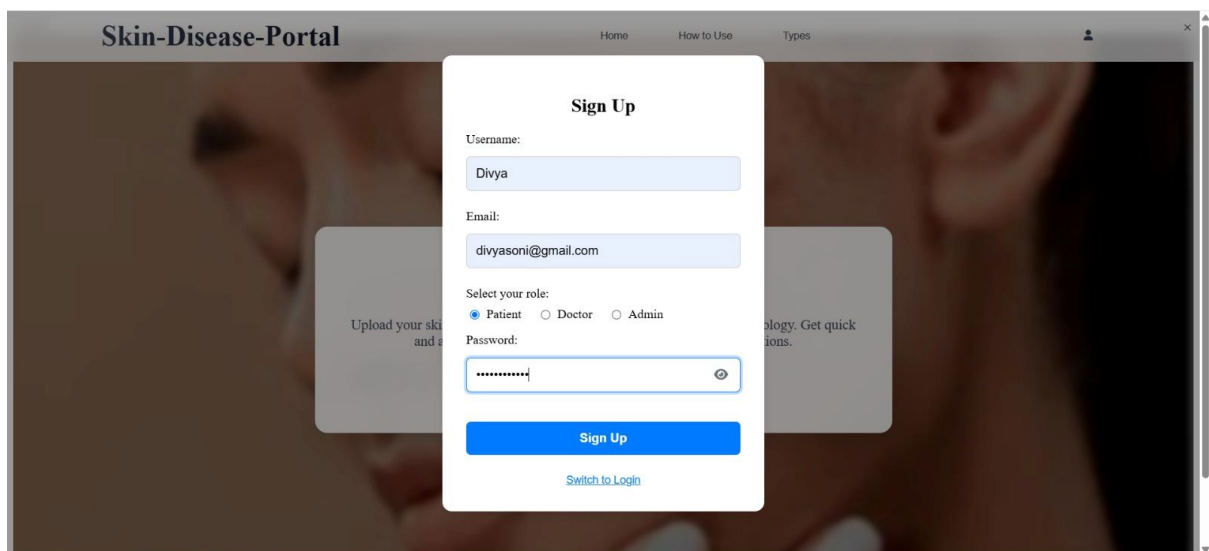 Skin-Disease-Portal
Home How to Use Types
×
Sign Up
Username:
Divya
Email:
divyasoni@gmail.com
Select your role:
Patient Doctor Admin
Password:
••••••••••••
Sign Up
Switch to Login
Upload your ski
ology. Get quick
and a
ions.